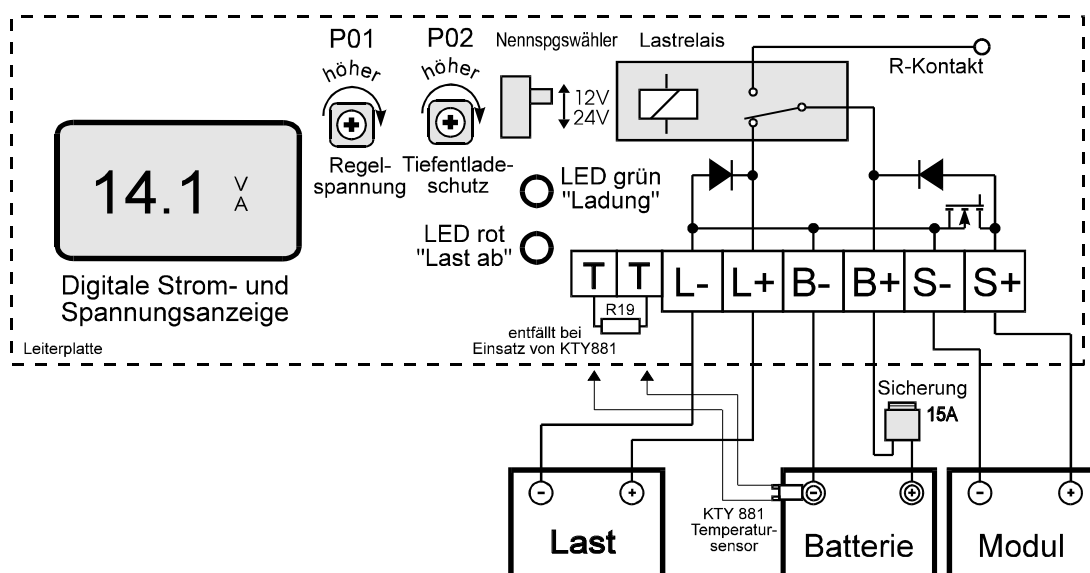 P01
höher
Regel-
spannung
P02
höher
Tiefentlade-
schutz
Nennspgswähler
12V
24V
Lastrelais
R-Kontakt
14.1 V
A
Digitale Strom- und
Spannungsanzeige
LED grün
"Ladung"
LED rot
"Last ab"
T T L- L+ B- B+ S- S+
R19
entfällt bei
Einsatz von KTY881
Leiterplatte
Sicherung
15A
- + - + - +
KTY 881
Temperatur-
sensor
Last
Batterie
Modul